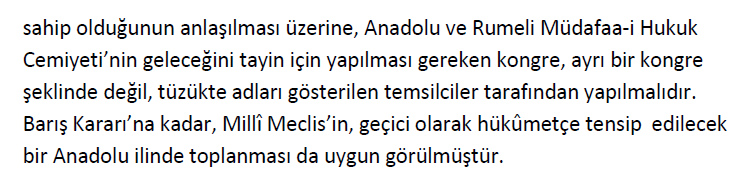 sahip olduğunun anlaşılması üzerine, Anadolu ve Rumeli Müdafaa-i Hukuk
Cemiyeti’nin geleceğini tayin için yapılması gereken kongre, ayrı bir kongre
şeklinde değil, tüzükte adları gösterilen temsilciler tarafından yapılmalıdır.
Barış Kararı’na kadar, Millî Meclis’in, geçici olarak hükûmetçe tensip  edilecek
bir Anadolu ilinde toplanması da uygun görülmüştür.